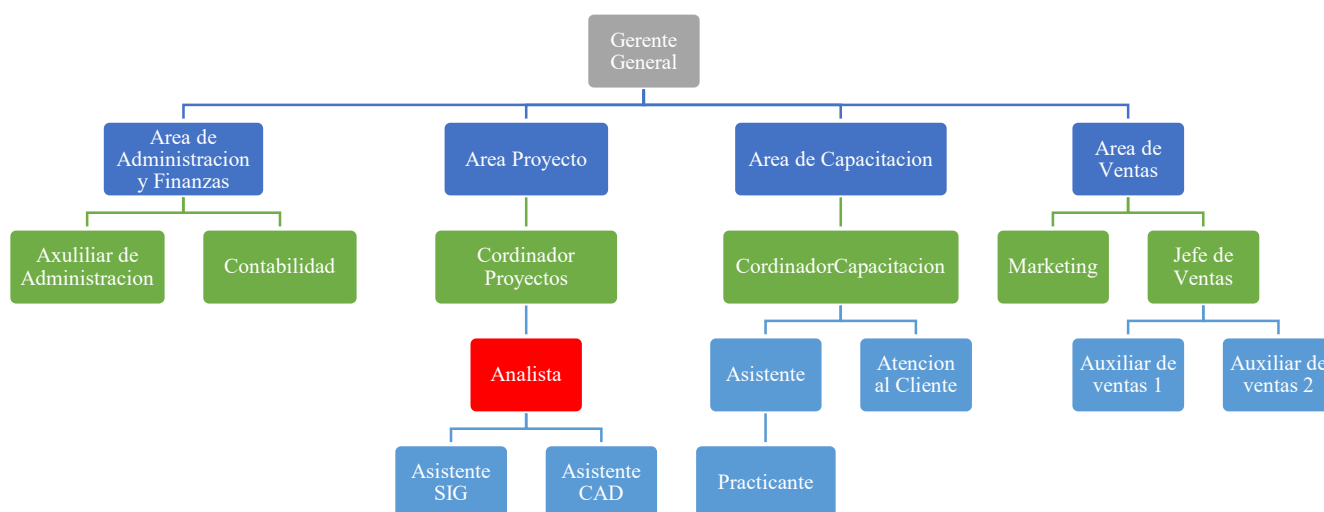 Gerente
General
Area de
Administracion
y Finanzas
Area Proyecto
Area de Capacitacion
Area de
Ventas
Axuliliar de
Administracion
Contabilidad
Cordinador
Proyectos
CordinadorCapacitacion
Marketing
Jefe de
Ventas
Analista
Asistente
Atencion
al Cliente
Auxiliar de
ventas 1
Auxiliar de
ventas 2
Asistente
SIG
Asistente
CAD
Practicante